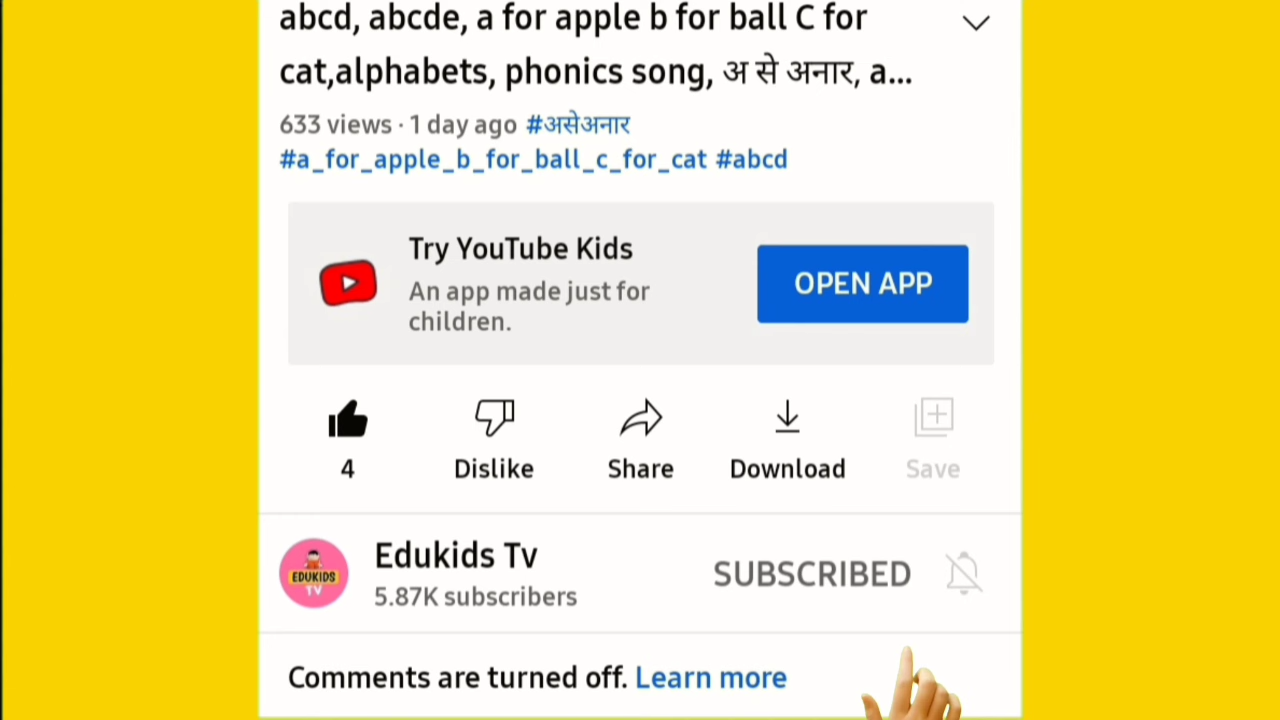 abcd, abcde, a for apple b for ball C for
cat,alphabets, phonics song, अ से अनार, a...
633 views · 1 day ago #असेअनार
#a_for_apple_b_for_ball_c_for_cat #abcd
Try YouTube Kids
An app made just for
children.
OPEN APP
4 Dislike Share Download Save
EDUKIDS
TV
Edukids Tv
5.87K subscribers
SUBSCRIBED
Comments are turned off. Learn more